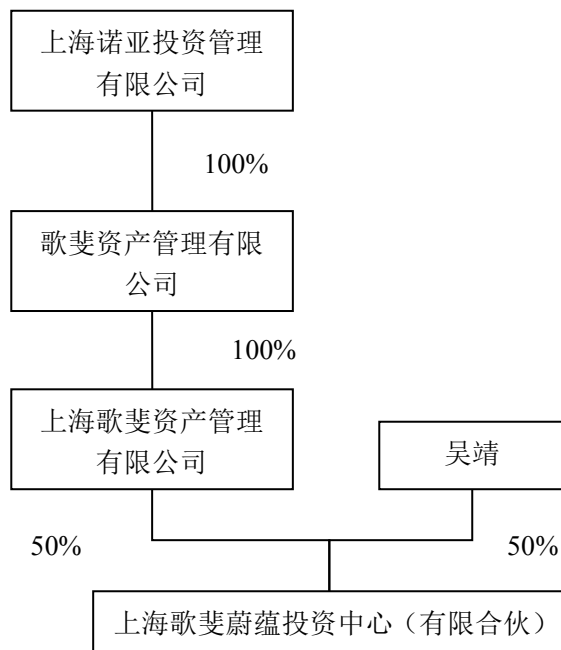 上海诺亚投资管理
有限公司
100%
歌斐资产管理有限
公司
100%
上海歌斐资产管理
有限公司
吴靖
50%
50%
上海歌斐蔚蕴投资中心（有限合伙）